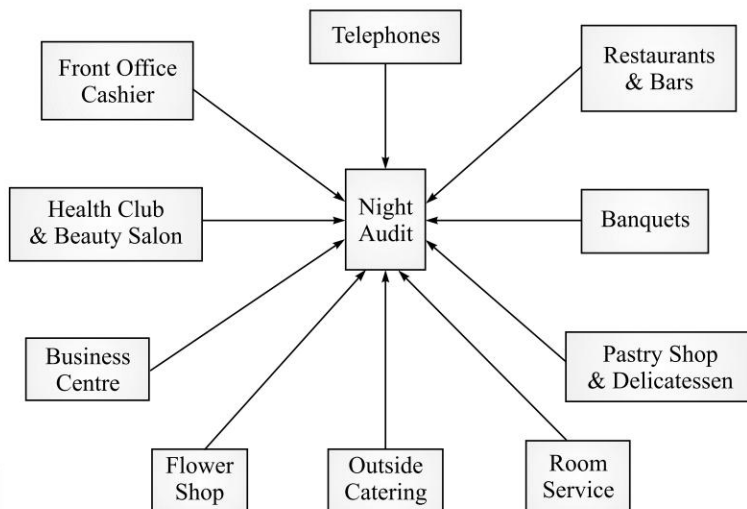 Telephones
Front Office
Cashier
Restaurants
& Bars
Health Club
& Beauty Salon
Night
Audit
Banquets
Business
Centre
Pastry Shop
& Delicatessen
Flower
Shop
Outside
Catering
Room
Service